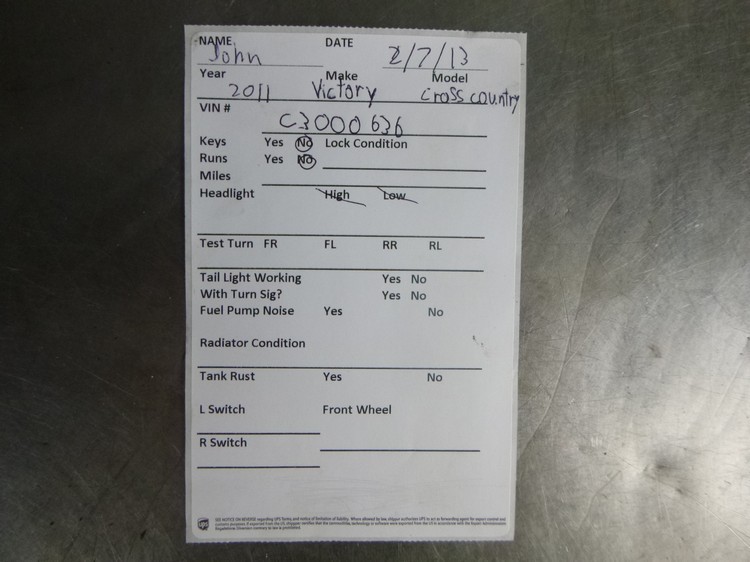 NAME DATE
John 2/7/13
Year Make Model
2011 Victory Cross country
VIN #
C3000636
Keys Yes No Lock Condition
Runs Yes No
Miles
Headlight High Low
Test Turn FR FL RR RL
Tail Light Working Yes No
With Turn Sig? Yes No
Fuel Pump Noise Yes No
Radiator Condition
Tank Rust Yes No
L Switch Front Wheel
R Switch
ups